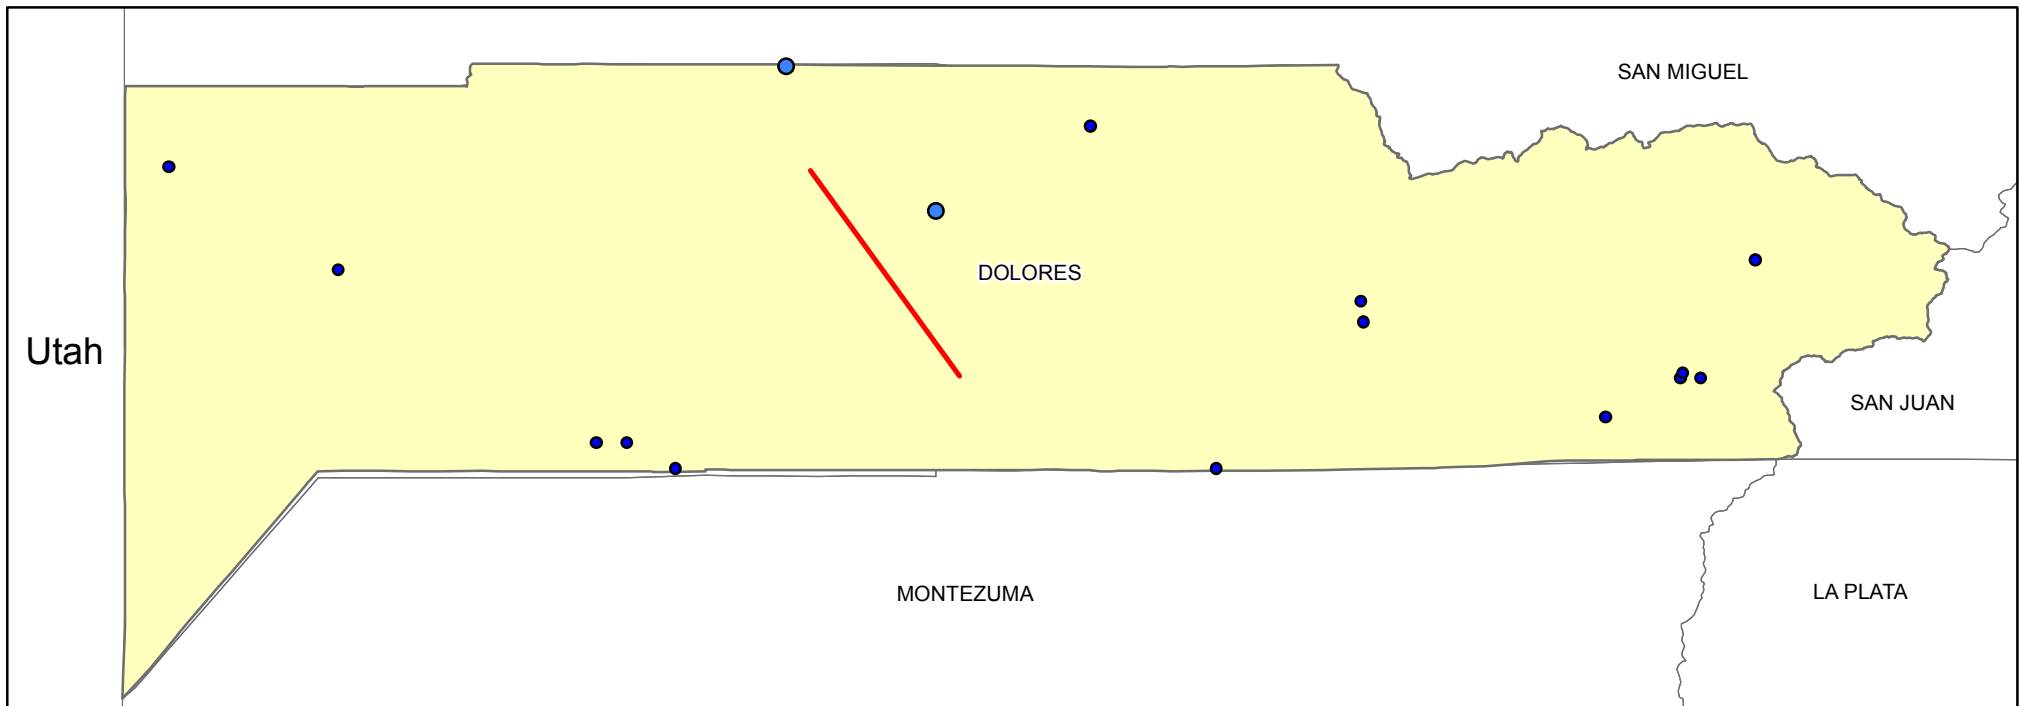 SAN MIGUEL
DOLORES
Utah
SAN JUAN
MONTEZUMA
LA PLATA